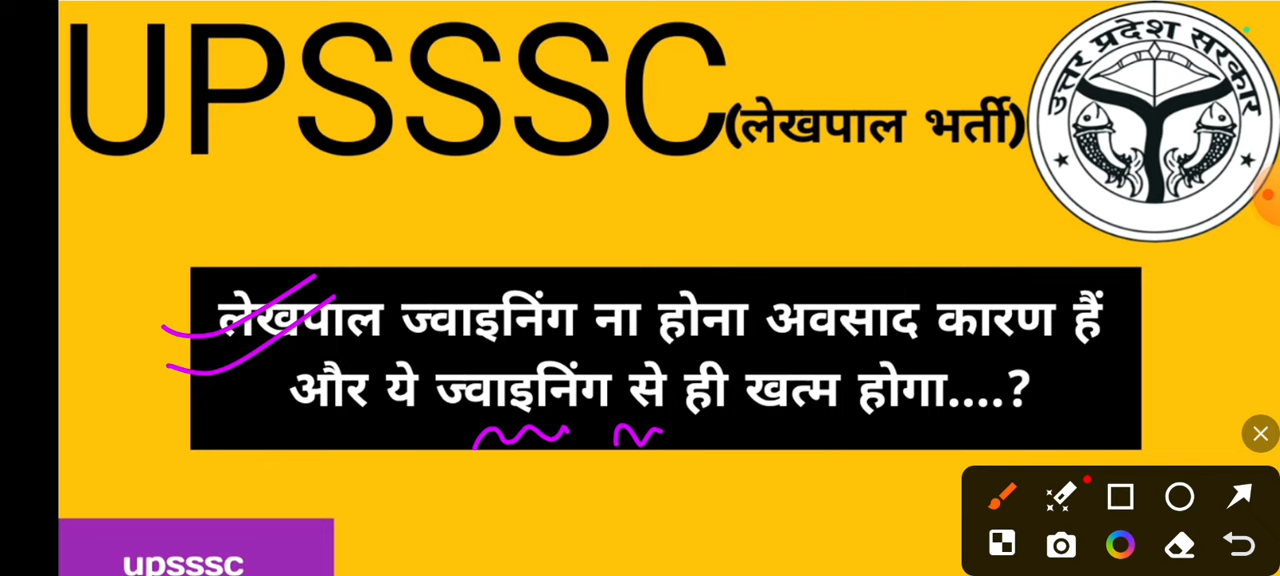 UPSSSC
(लेखपाल भर्ती)
उत्तर प्रदेश सरकार
लेखपाल ज्वाइनिंग ना होना अवसाद कारण हैं
और ये ज्वाइनिंग से ही खत्म होगा....?
upsssc